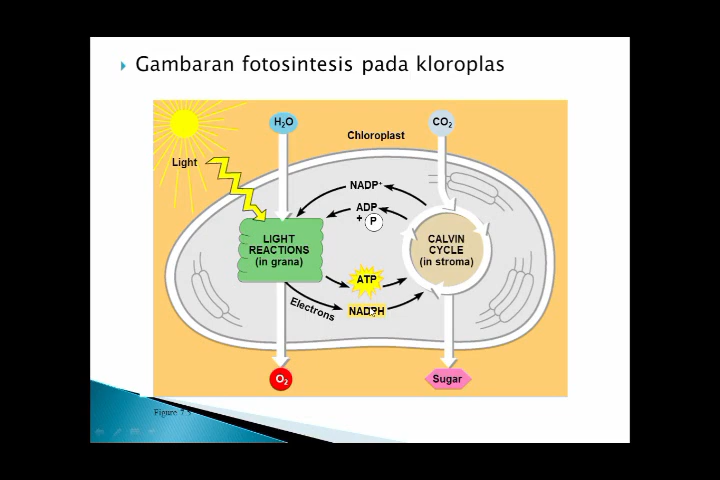 Gambaran fotosintesis pada kloroplas
H₂O
CO₂
Chloroplast
Light
NADP⁺
ADP
+ P
LIGHT
REACTIONS
(in grana)
CALVIN
CYCLE
(in stroma)
ATP
Electrons
NADPH
O₂
Sugar